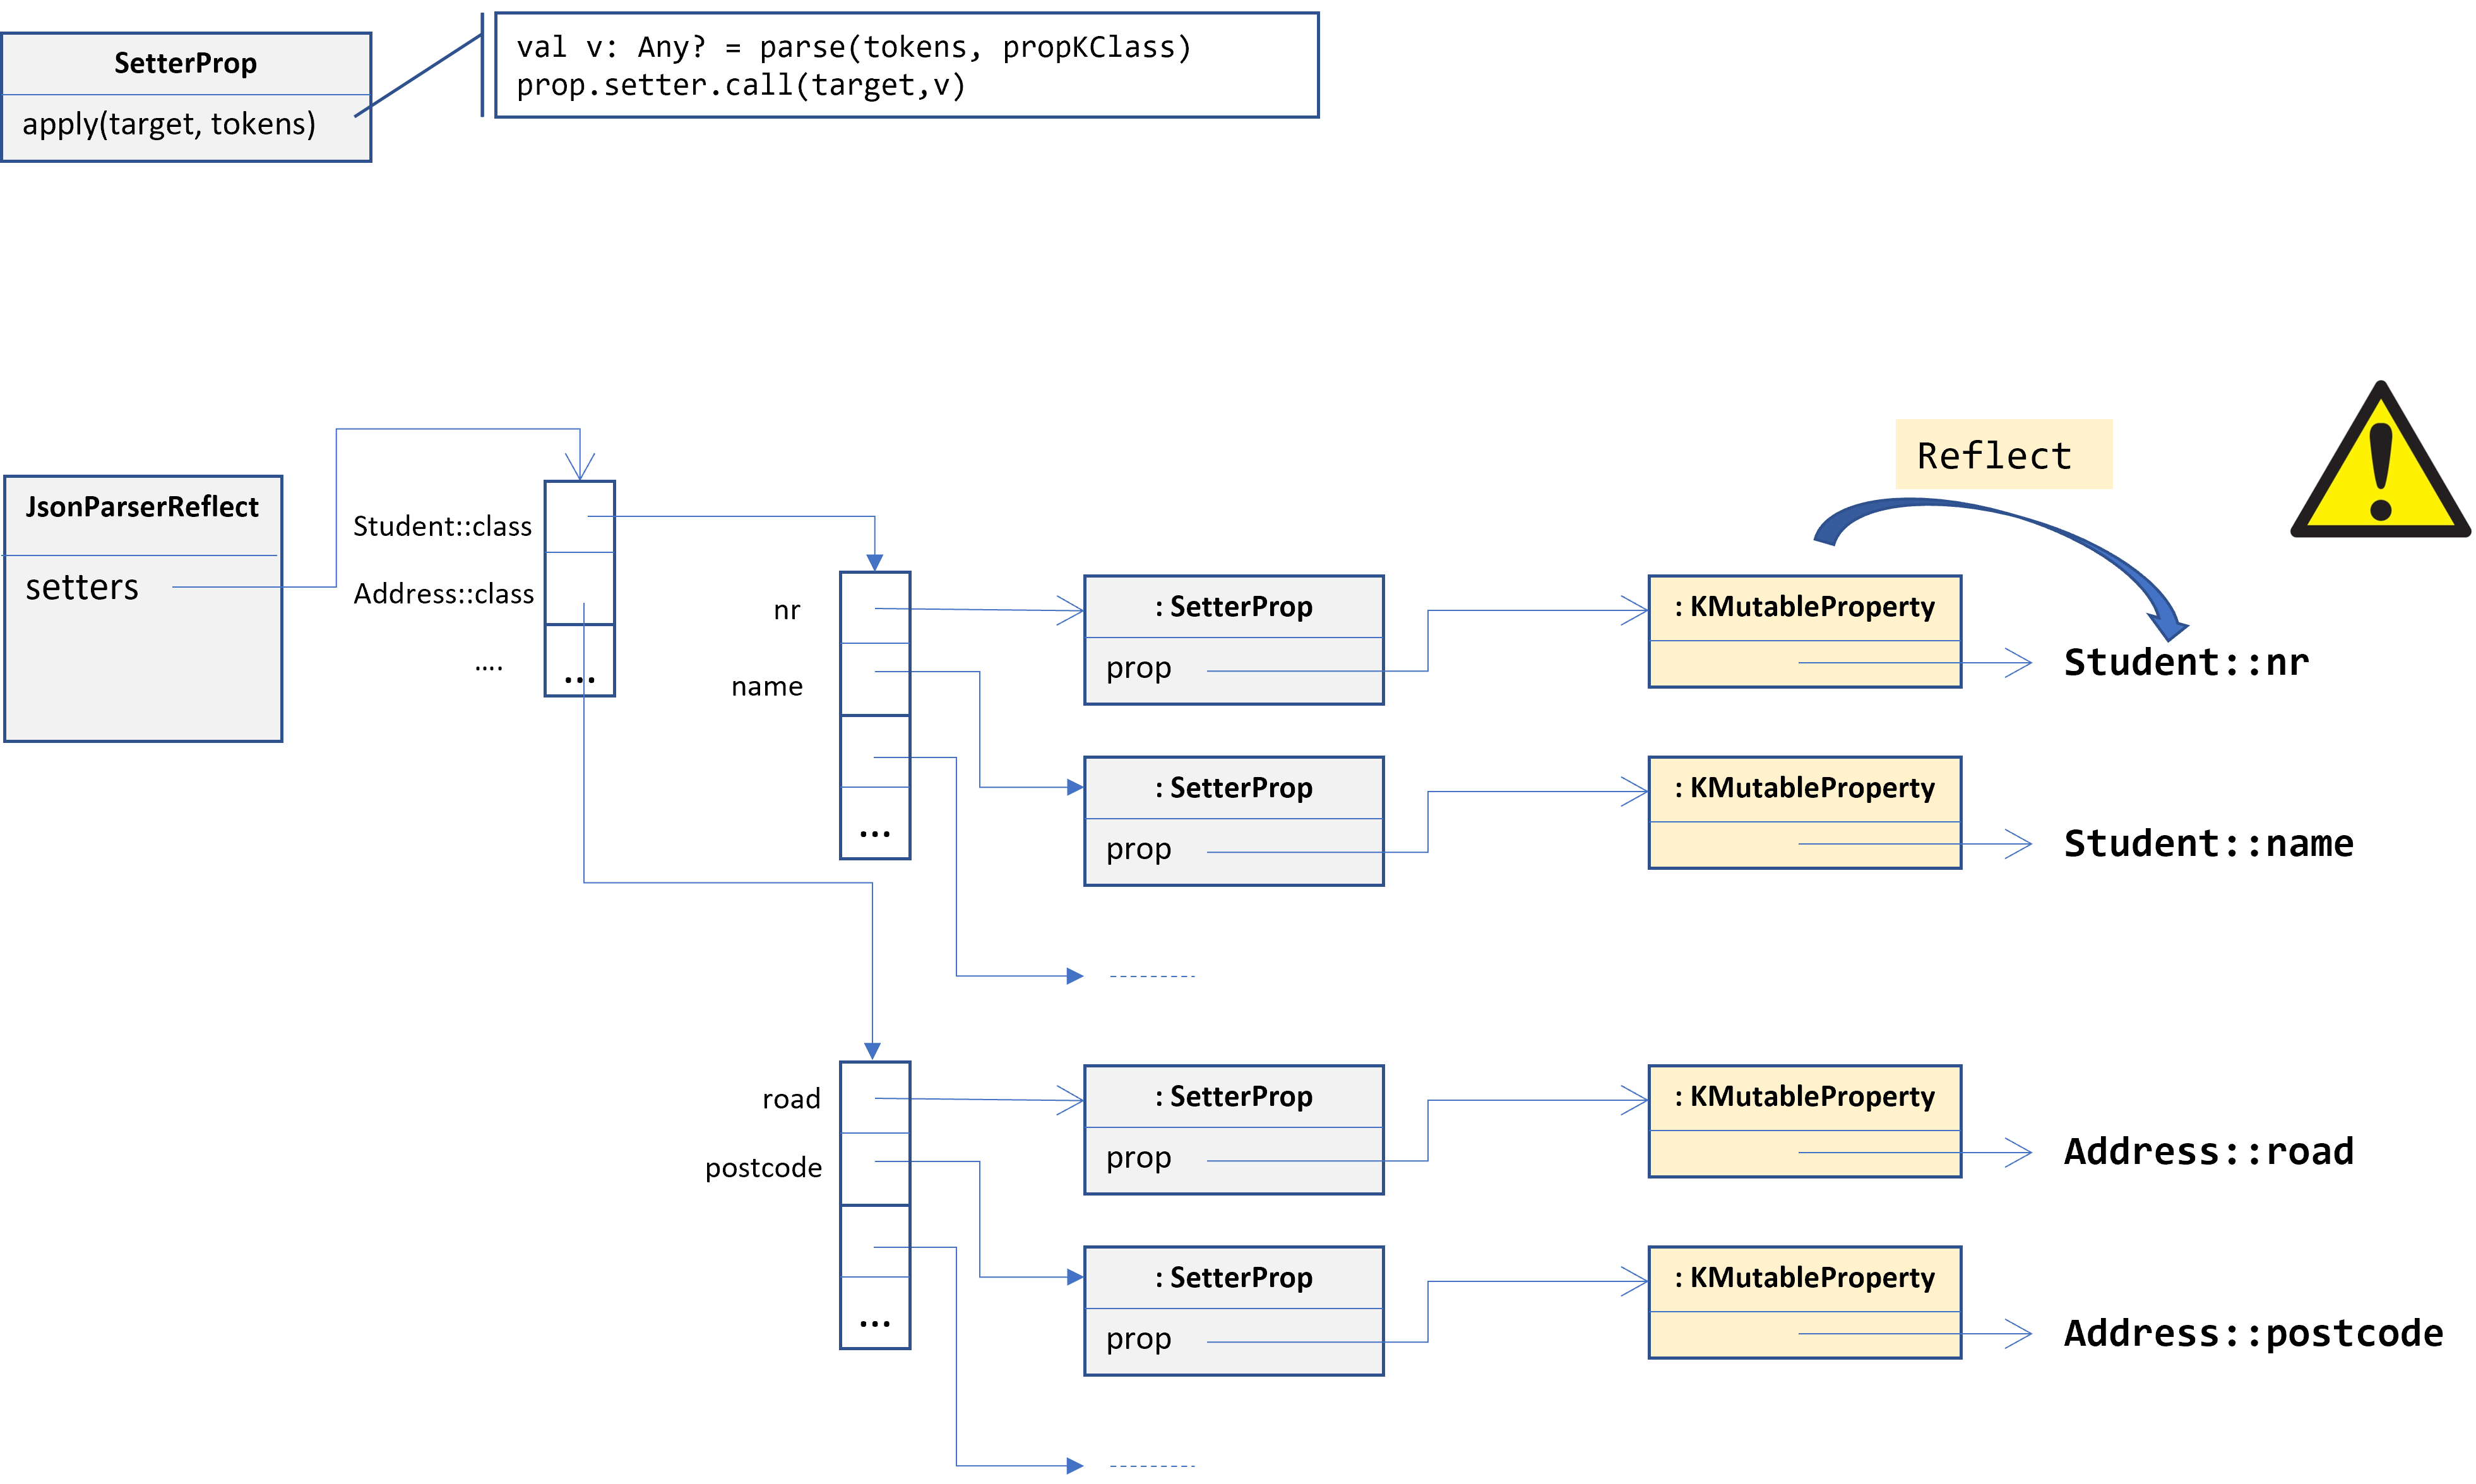 SetterProp
apply(target, tokens)
val v: Any? = parse(tokens, propKClass)
prop.setter.call(target,v)
Reflect
JsonParserReflect
setters
Student::class
Address::class
....
...
nr
name
...
: SetterProp
prop
: KMutableProperty
Student::nr
: SetterProp
prop
: KMutableProperty
Student::name
road
postcode
...
: SetterProp
prop
: KMutableProperty
Address::road
: SetterProp
prop
: KMutableProperty
Address::postcode